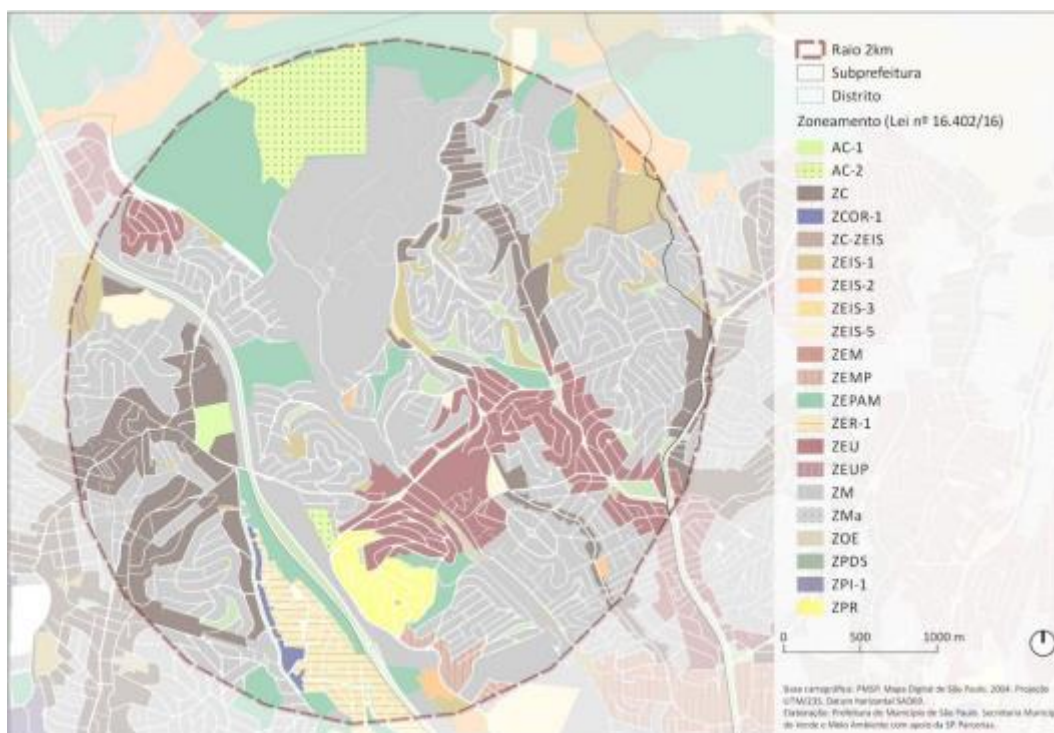 Raio 2km
Subprefeitura
Distrito
Zoneamento (Lei nº 16.402/16)
AC-1
AC-2
ZC
ZCOR-1
ZC-ZEIS
ZEIS-1
ZEIS-2
ZEIS-3
ZEIS-5
ZEM
ZEMP
ZEPAM
ZER-1
ZEU
ZEUP
ZM
ZMa
ZOE
ZPDS
ZPI-1
ZPR
0 500 1000 m
Base cartográfica: PMSP. Mapa Digital de São Paulo, 2004. Projeção
UTM/23S. Datum horizontal SAD69.
Elaboração: Prefeitura do Município de São Paulo. Secretaria Municip
do Verde e Meio Ambiente com apoio da SP Parcerias.